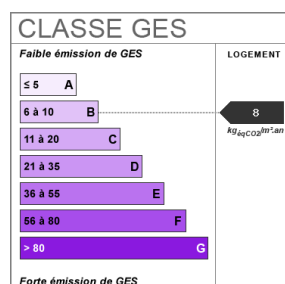 CLASSE GES
Faible émission de GES
LOGEMENT
≤ 5 A
6 à 10 B
8
kgéqCO2/m².an
11 à 20 C
21 à 35 D
36 à 55 E
56 à 80 F
> 80 G
Forte émission de GES